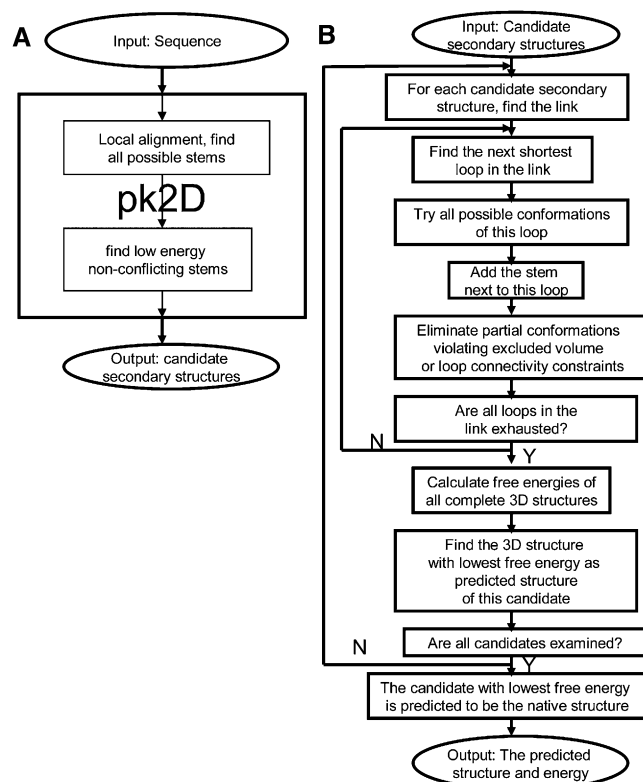 A
Input: Sequence
Local alignment, find
all possible stems
pk2D
find low energy
non-conflicting stems
Output: candidate
secondary structures
B
Input: Candidate
secondary structures
For each candidate secondary
structure, find the link
Find the next shortest
loop in the link
Try all possible conformations
of this loop
Add the stem
next to this loop
Eliminate partial conformations
violating excluded volume
or loop connectivity constraints
Are all loops in the
link exhausted?
N
Y
Calculate free energies of
all complete 3D structures
Find the 3D structure
with lowest free energy as
predicted structure
of this candidate
Are all candidates examined?
N
Y
The candidate with lowest free energy
is predicted to be the native structure
Output: The predicted
structure and energy